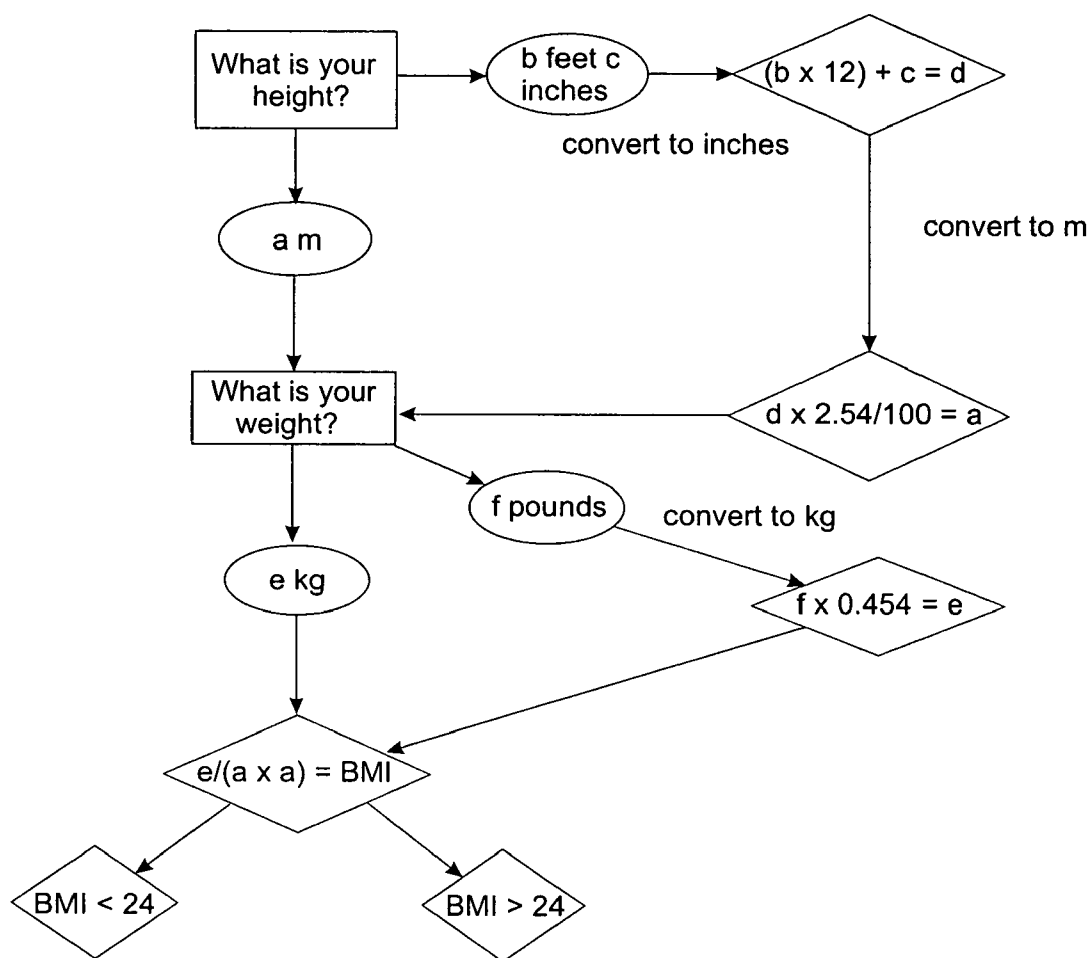 What is your
height?
b feet c
inches
(b x 12) + c = d
convert to inches
a m
convert to m
What is your
weight?
d x 2.54/100 = a
f pounds
convert to kg
e kg
f x 0.454 = e
e/(a x a) = BMI
BMI < 24
BMI > 24